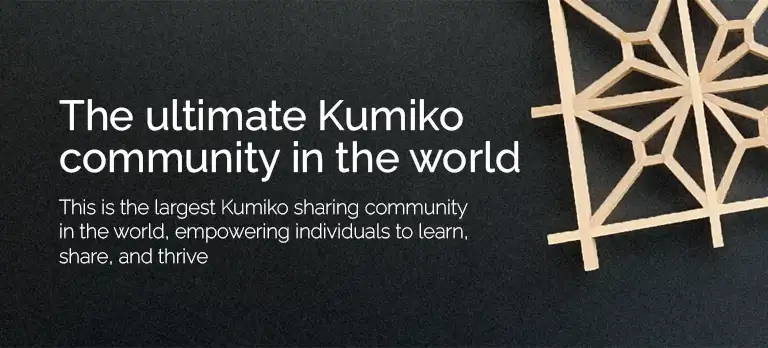 The ultimate Kumiko
community in the world
This is the largest Kumiko sharing community
in the world, empowering individuals to learn,
share, and thrive